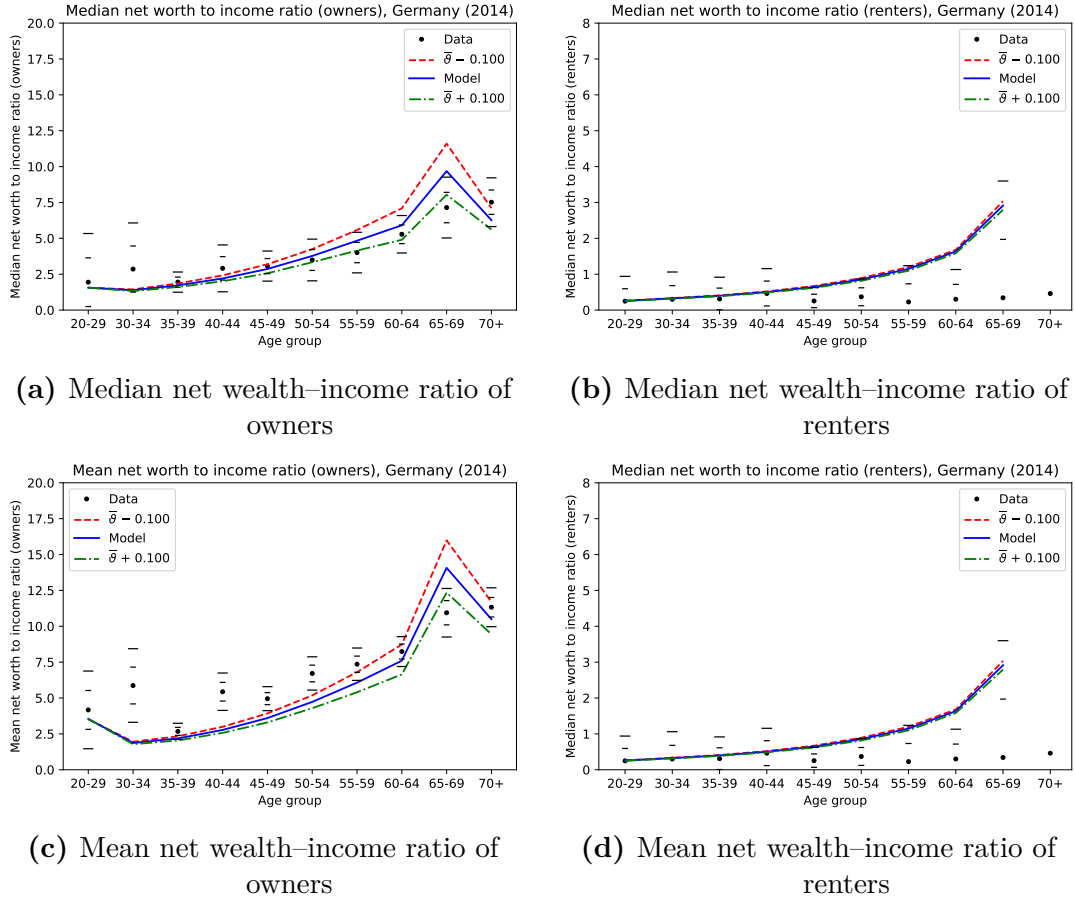 Median net worth to income ratio (owners), Germany (2014)
Median net worth to income ratio (owners)
20.0
17.5
15.0
12.5
10.0
7.5
5.0
2.5
0.0
Data
ϑ̅ − 0.100
Model
ϑ̅ + 0.100
20-29 30-34 35-39 40-44 45-49 50-54 55-59 60-64 65-69 70+
Age group
(a) Median net wealth–income ratio of
owners
Median net worth to income ratio (renters), Germany (2014)
Median net worth to income ratio (renters)
8
7
6
5
4
3
2
1
0
Data
ϑ̅ − 0.100
Model
ϑ̅ + 0.100
20-29 30-34 35-39 40-44 45-49 50-54 55-59 60-64 65-69 70+
Age group
(b) Median net wealth–income ratio of
renters
Mean net worth to income ratio (owners), Germany (2014)
Mean net worth to income ratio (owners)
20.0
17.5
15.0
12.5
10.0
7.5
5.0
2.5
0.0
Data
ϑ̅ − 0.100
Model
ϑ̅ + 0.100
20-29 30-34 35-39 40-44 45-49 50-54 55-59 60-64 65-69 70+
Age group
(c) Mean net wealth–income ratio of
owners
Median net worth to income ratio (renters), Germany (2014)
Median net worth to income ratio (renters)
8
7
6
5
4
3
2
1
0
Data
ϑ̅ − 0.100
Model
ϑ̅ + 0.100
20-29 30-34 35-39 40-44 45-49 50-54 55-59 60-64 65-69 70+
Age group
(d) Mean net wealth–income ratio of
renters